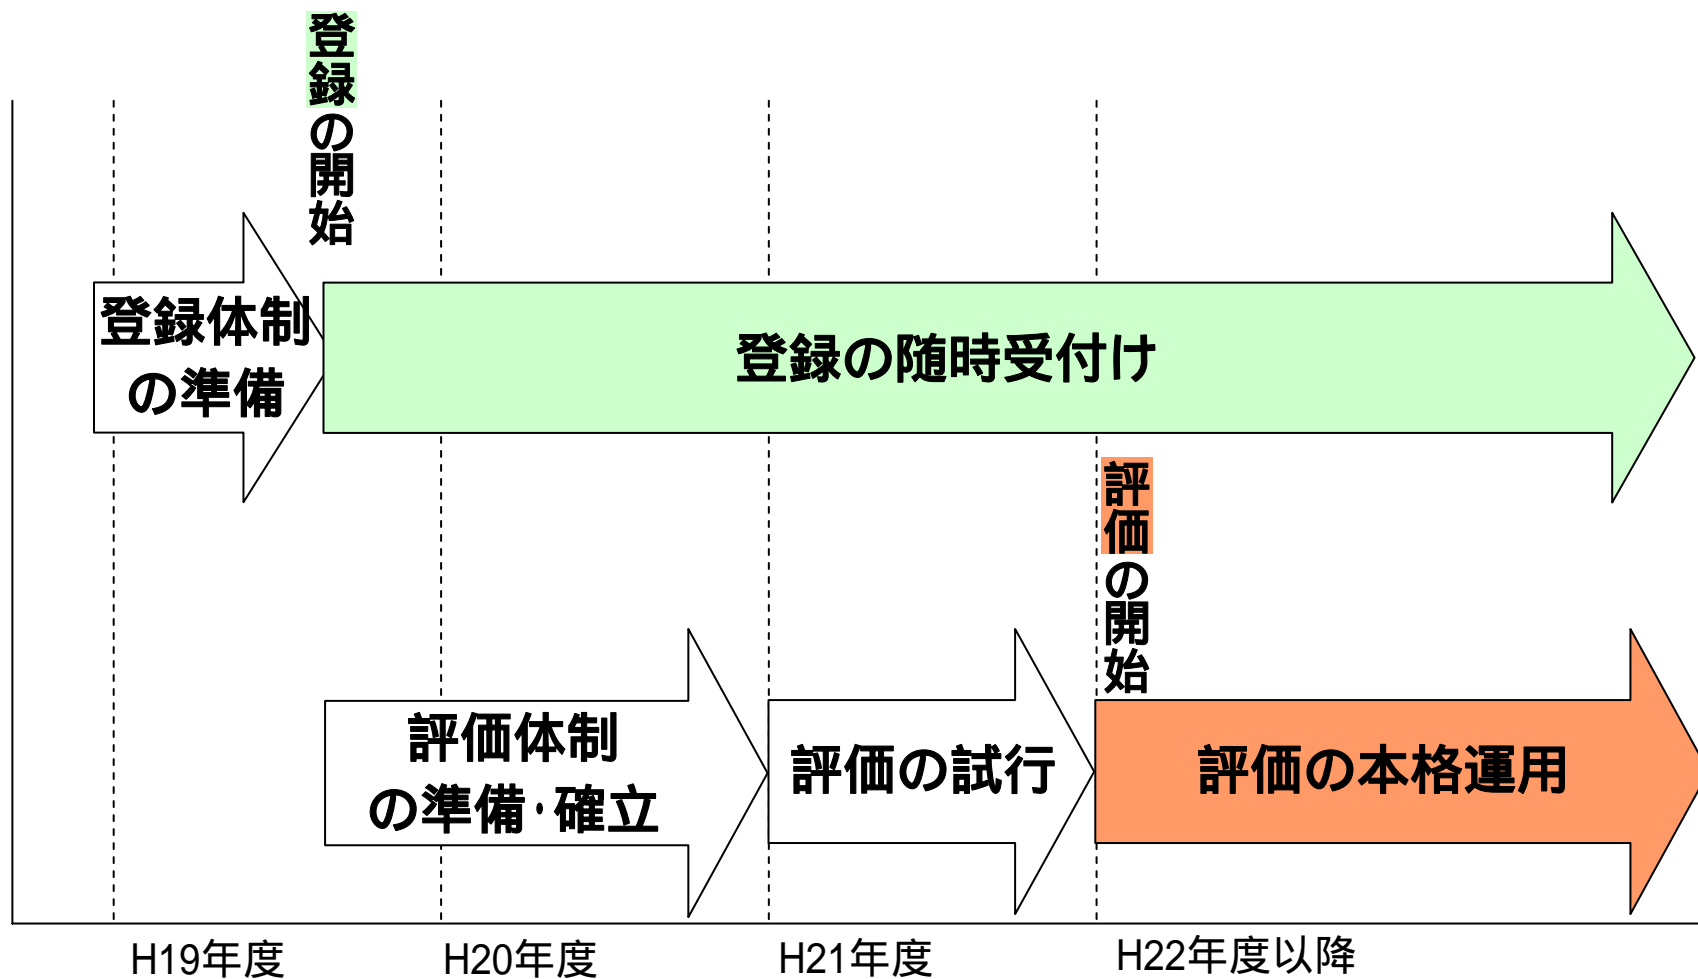 登録の開始
登録体制
の準備
登録の随時受付け
評価の開始
評価体制
の準備・確立
評価の試行
評価の本格運用
H19年度
H20年度
H21年度
H22年度以降